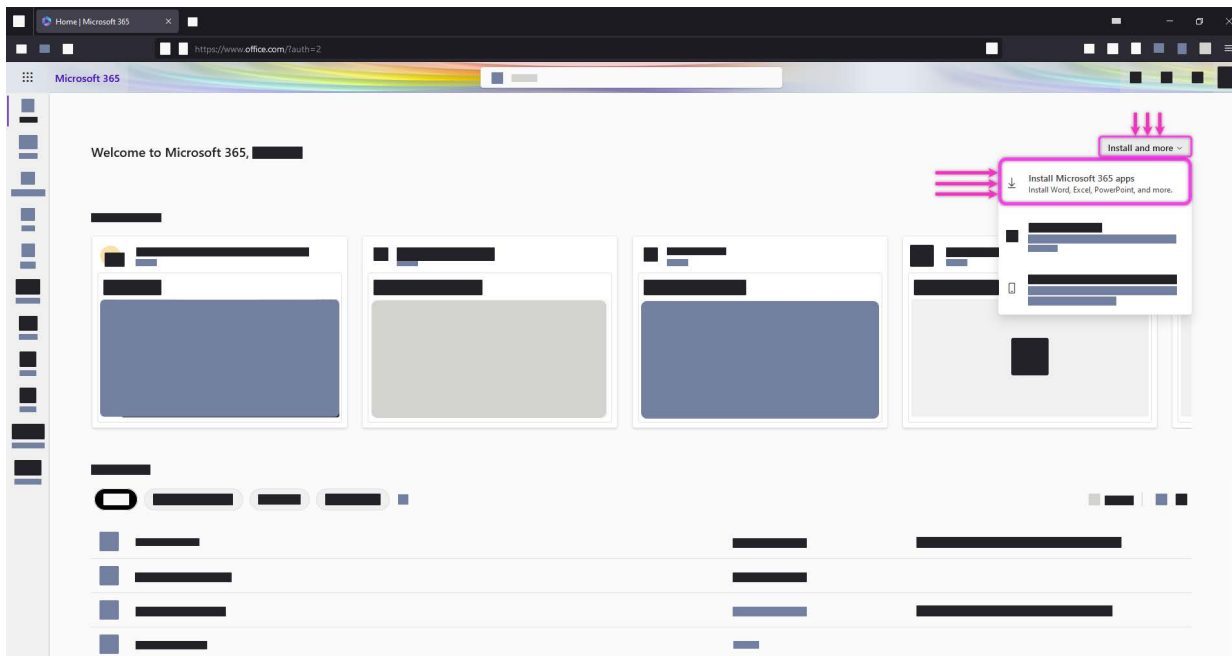 Home | Microsoft 365
https://www.office.com/?auth=2
Microsoft 365
Welcome to Microsoft 365,
Install and more
Install Microsoft 365 apps
Install Word, Excel, PowerPoint, and more.